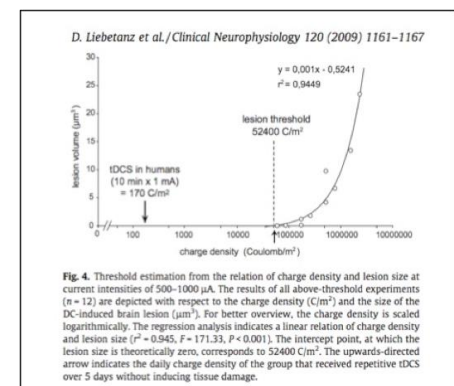 D. Liebetanz et al. / Clinical Neurophysiology 120 (2009) 1161–1167
30
25
20
15
10
5
0
lesion volume (µm³)
y = 0,001x - 0,5241
r² = 0,9449
lesion threshold
52400 C/m²
tDCS in humans
(10 min x 1 mA)
= 170 C/m²
0 100 1000 10000 100000 1000000 10000000
charge density (Coulomb/m²)
Fig. 4. Threshold estimation from the relation of charge density and lesion size at
current intensities of 500–1000 µA. The results of all above-threshold experiments
(n = 12) are depicted with respect to the charge density (C/m²) and the size of the
DC-induced brain lesion (µm³). For better overview, the charge density is scaled
logarithmically. The regression analysis indicates a linear relation of charge density
and lesion size (r² = 0.945, F = 171.33, P < 0.001). The intercept point, at which the
lesion size is theoretically zero, corresponds to 52400 C/m². The upwards-directed
arrow indicates the daily charge density of the group that received repetitive tDCS
over 5 days without inducing tissue damage.